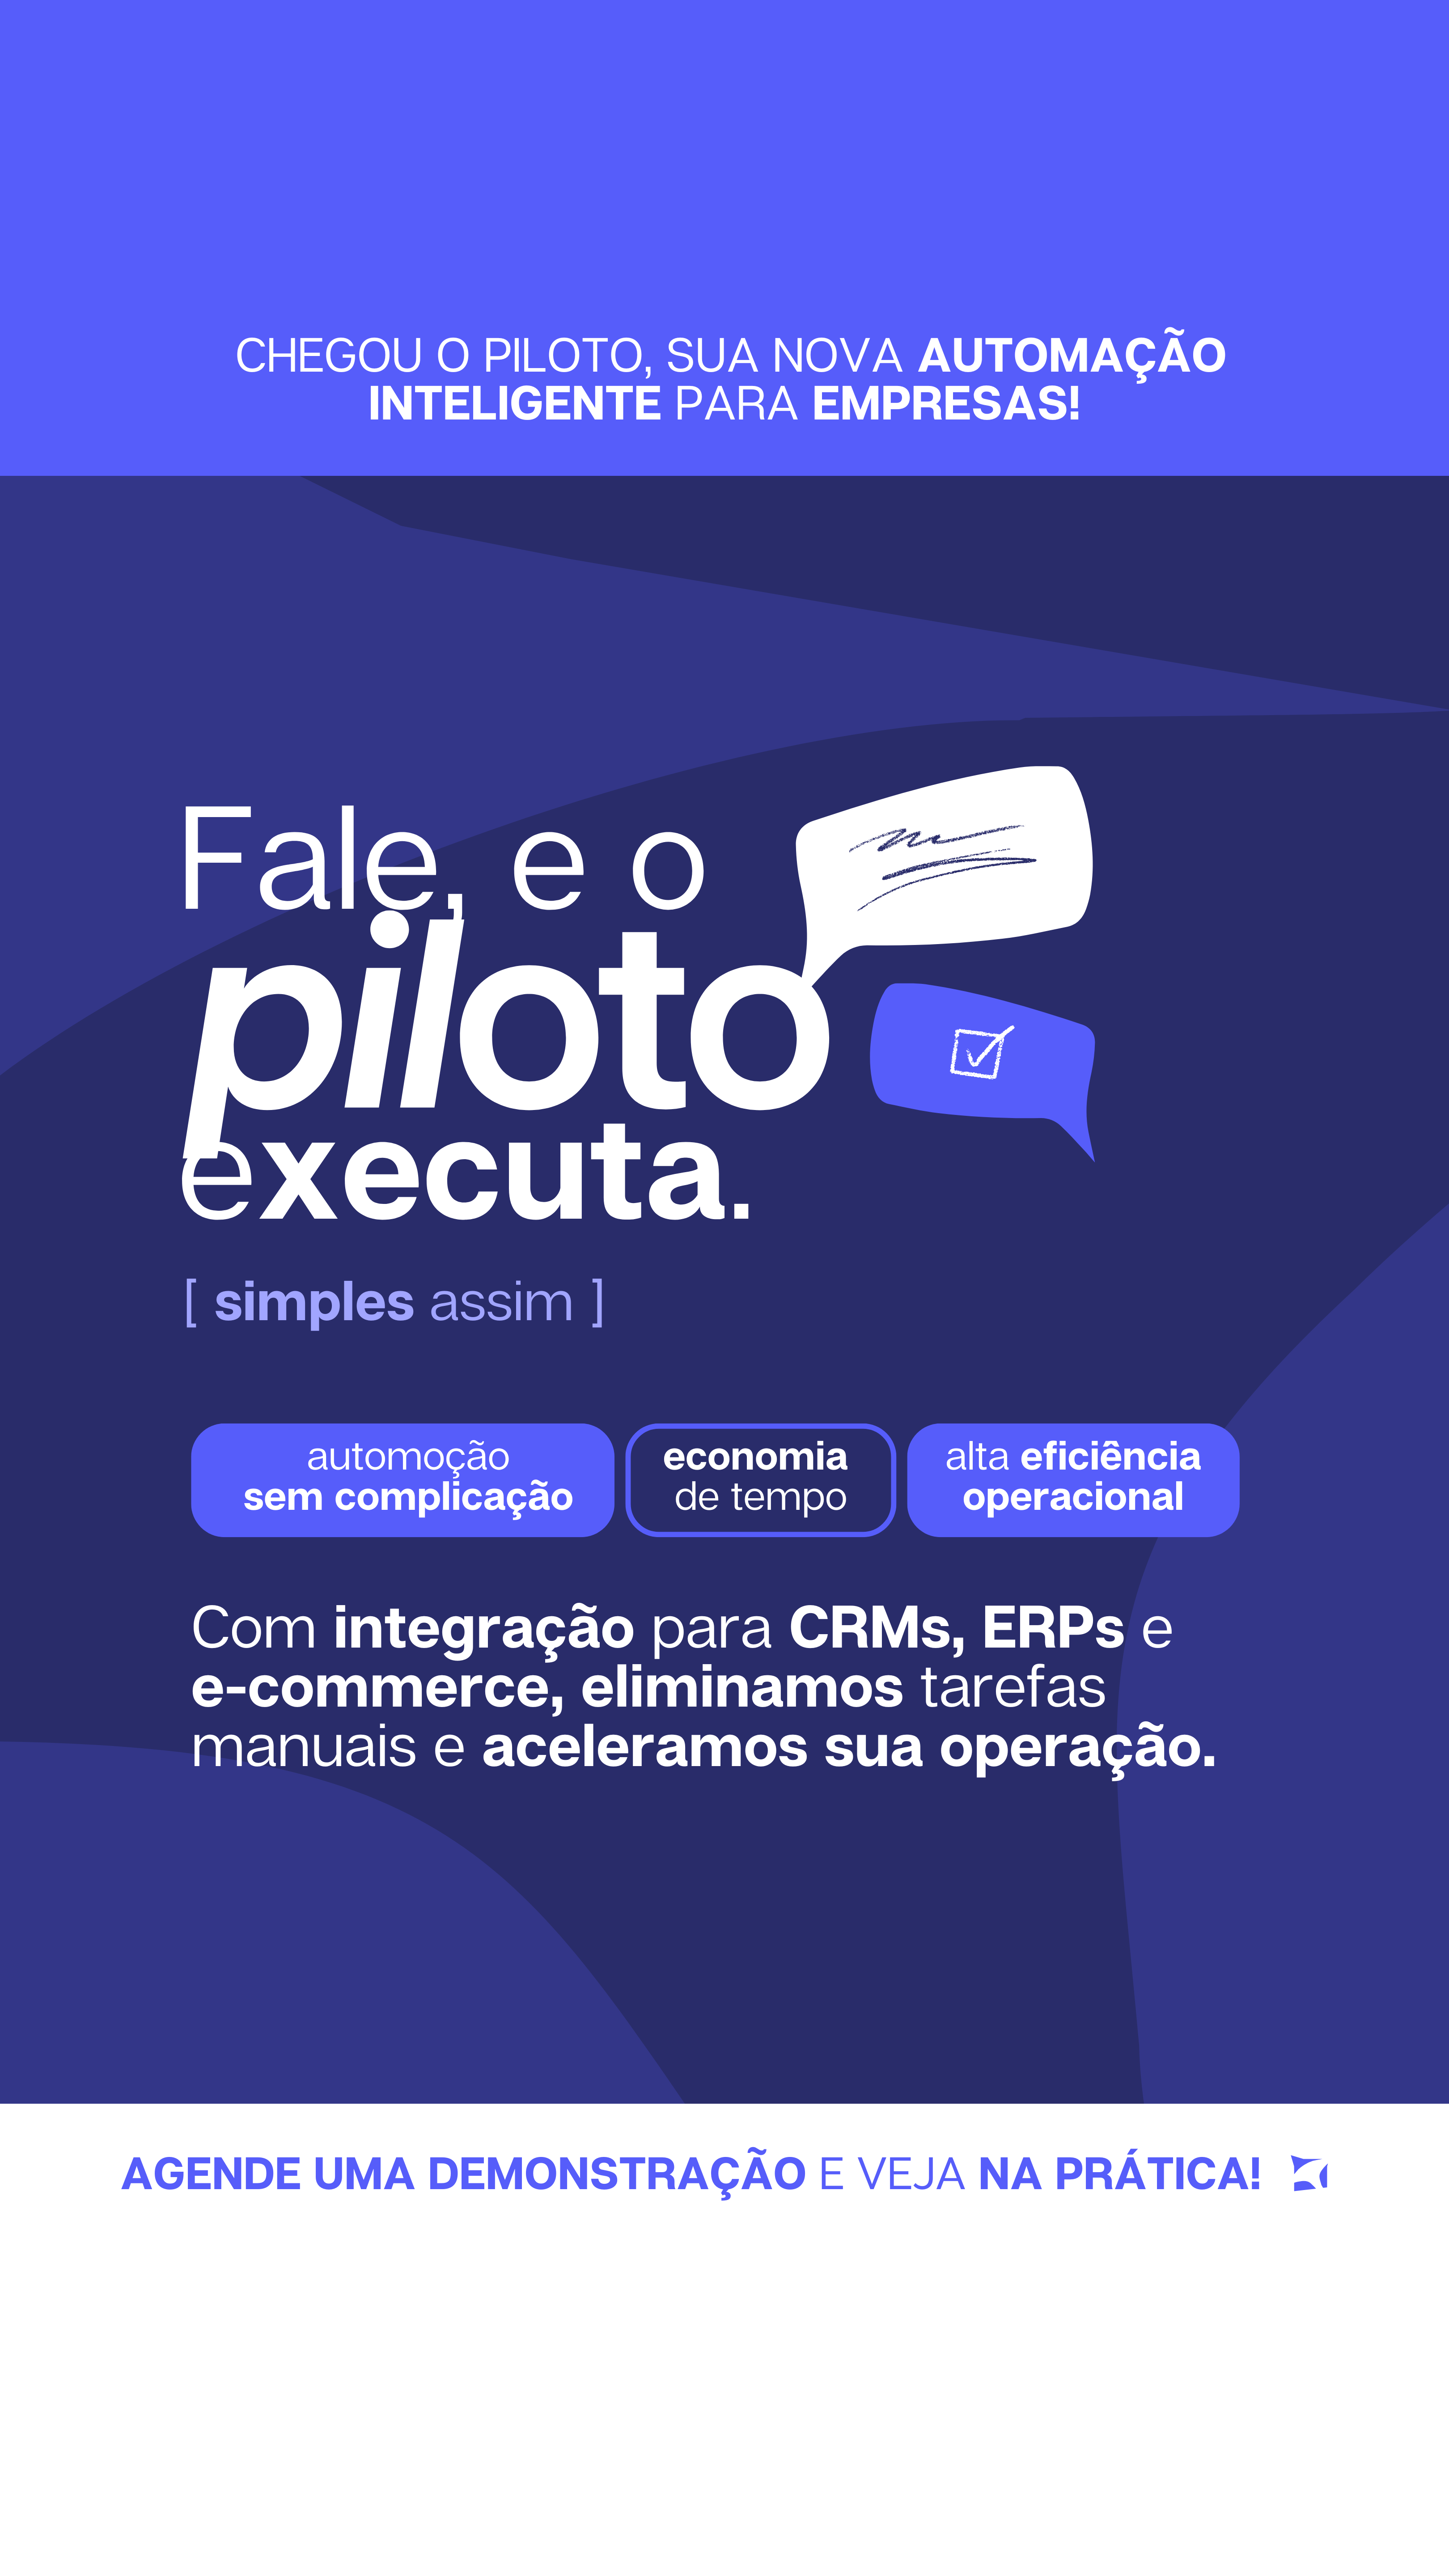 CHEGOU O PILOTO, SUA NOVA AUTOMAÇÃO
INTELIGENTE PARA EMPRESAS!
Fale, e o
piloto
executa.
[ simples assim ]
automoção
sem complicação
economia
de tempo
alta eficiência
operacional
Com integração para CRMs, ERPs e
e-commerce, eliminamos tarefas
manuais e aceleramos sua operação.
AGENDE UMA DEMONSTRAÇÃO E VEJA NA PRÁTICA!